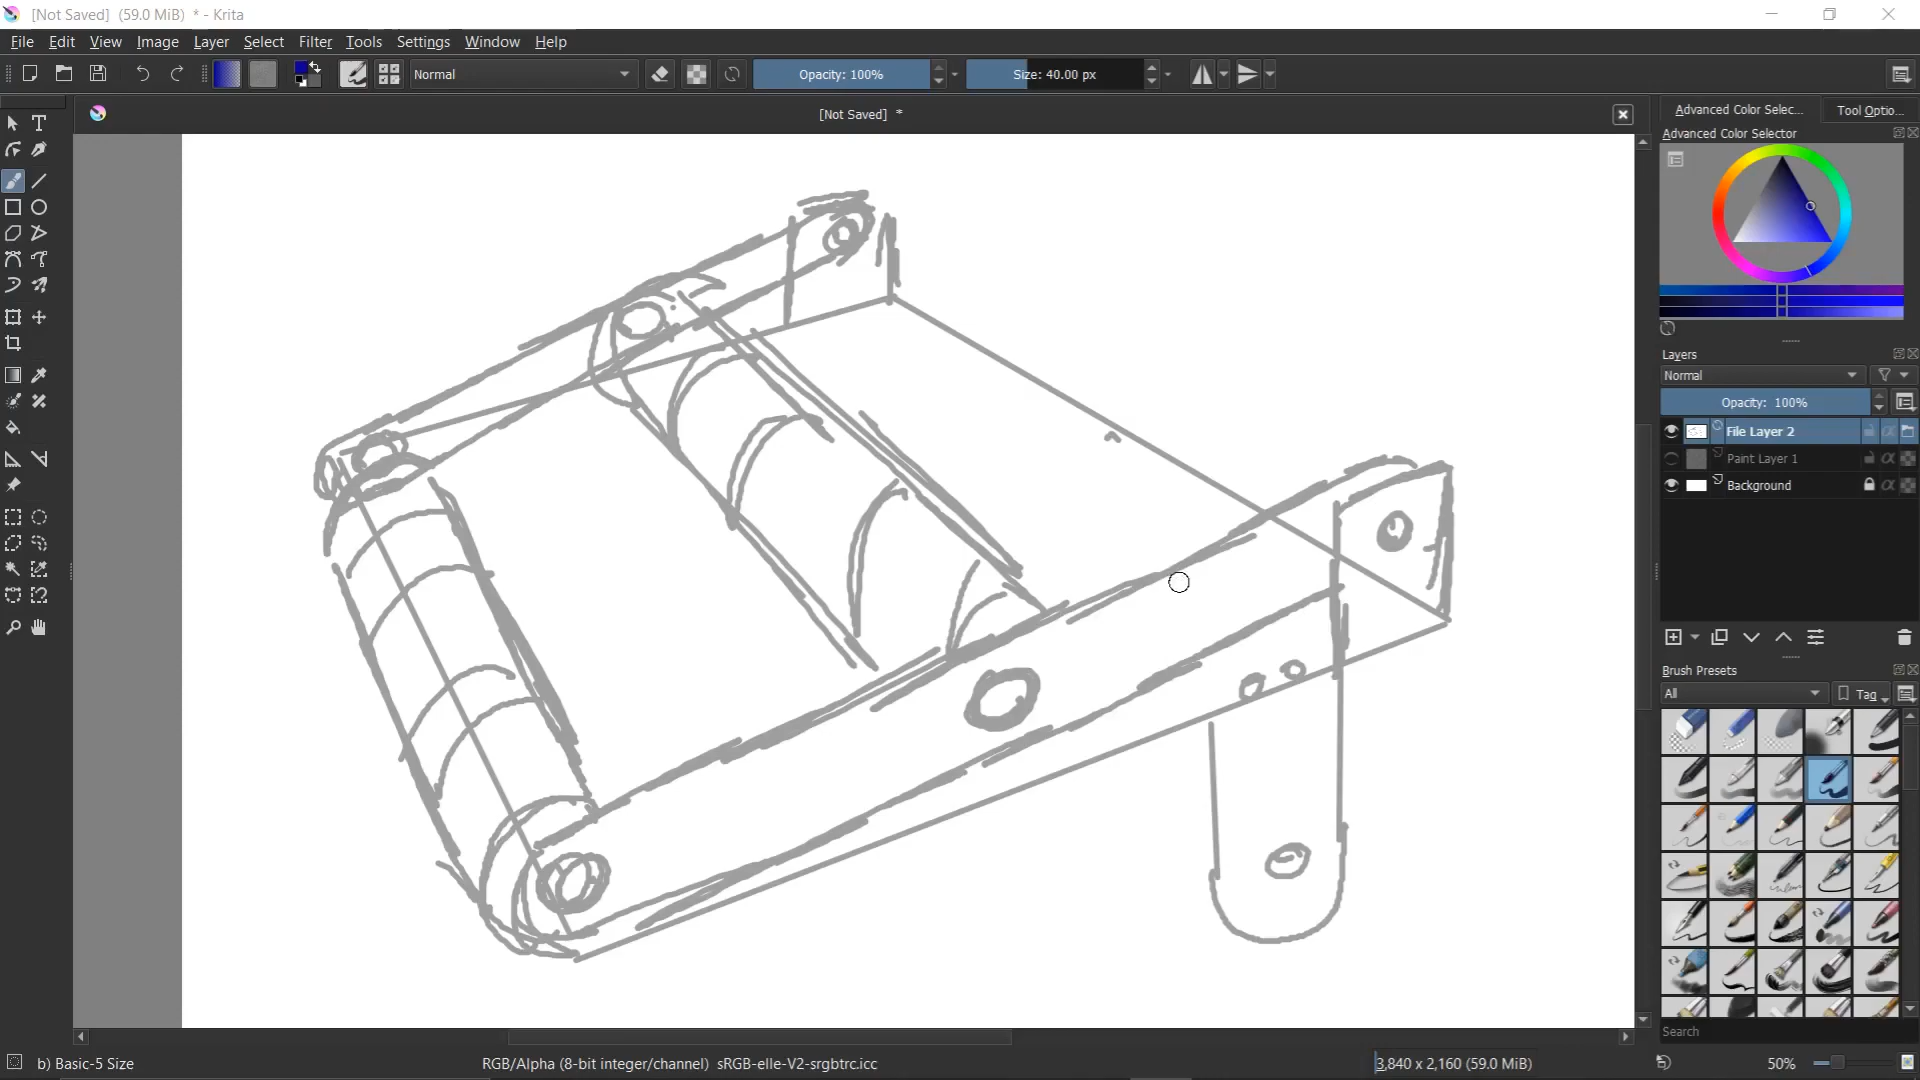 [Not Saved]  (59.0 MiB)  * - Krita
File Edit View Image Layer Select Filter Tools Settings Window Help
Normal Opacity: 100% Size: 40.00 px
[Not Saved]  *
Advanced Color Selec... Tool Optio...
Advanced Color Selector
Layers
Normal
Opacity:  100%
File Layer 2
Paint Layer 1
Background
Brush Presets
All Tag
Search
b) Basic-5 Size RGB/Alpha (8-bit integer/channel)  sRGB-elle-V2-srgbtrc.icc 3,840 x 2,160 (59.0 MiB) 50%